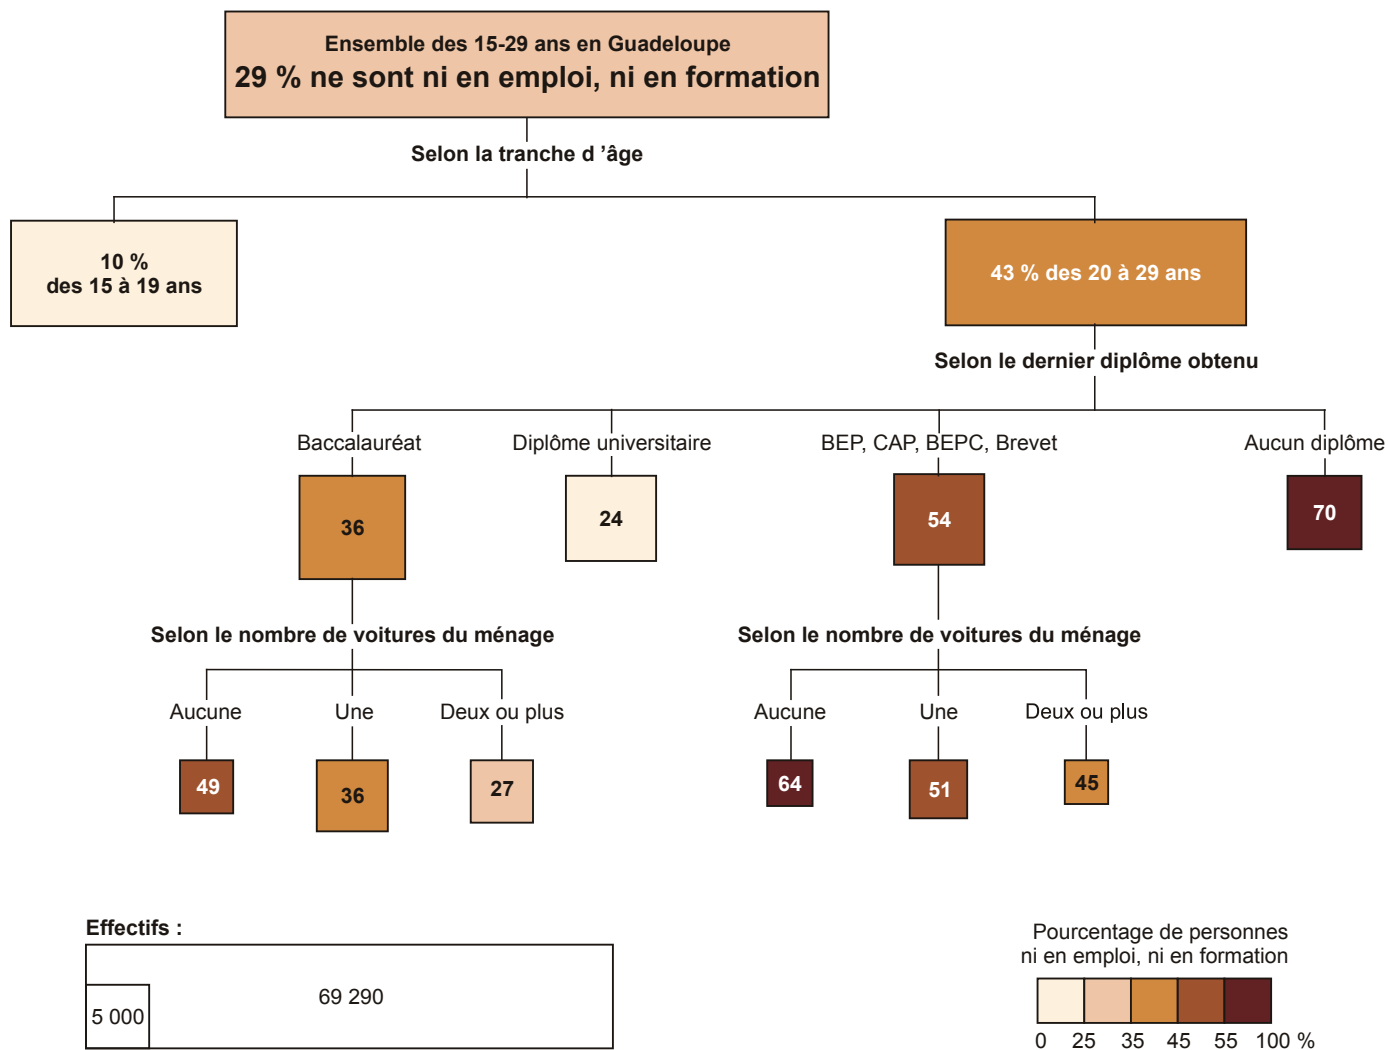 Ensemble des 15-29 ans en Guadeloupe
29 % ne sont ni en emploi, ni en formation
Selon la tranche d ’âge
10 %
des 15 à 19 ans
43 % des 20 à 29 ans
Selon le dernier diplôme obtenu
Baccalauréat
Diplôme universitaire
BEP, CAP, BEPC, Brevet
Aucun diplôme
36
24
54
70
Selon le nombre de voitures du ménage
Selon le nombre de voitures du ménage
Aucune
Une
Deux ou plus
Aucune
Une
Deux ou plus
49
36
27
64
51
45
Effectifs :
69 290
5 000
Pourcentage de personnes
ni en emploi, ni en formation
0 25 35 45 55 100 %